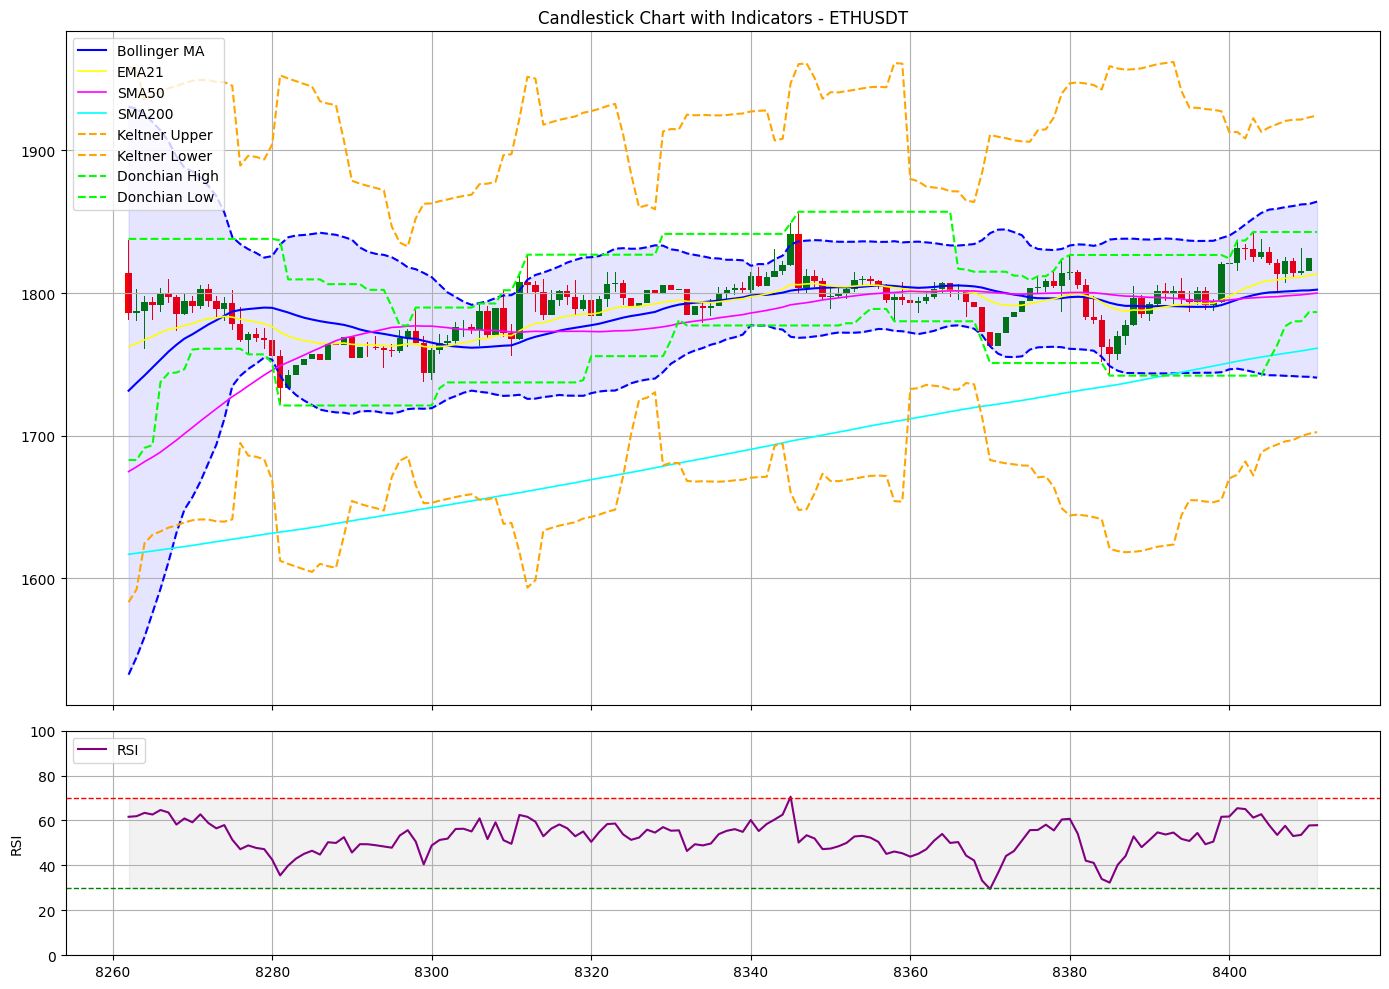 Candlestick Chart with Indicators - ETHUSDT
Bollinger MA
EMA21
SMA50
SMA200
Keltner Upper
Keltner Lower
Donchian High
Donchian Low
1900
1800
1700
1600
RSI
100
80
60
40
20
0
RSI
8260 8280 8300 8320 8340 8360 8380 8400